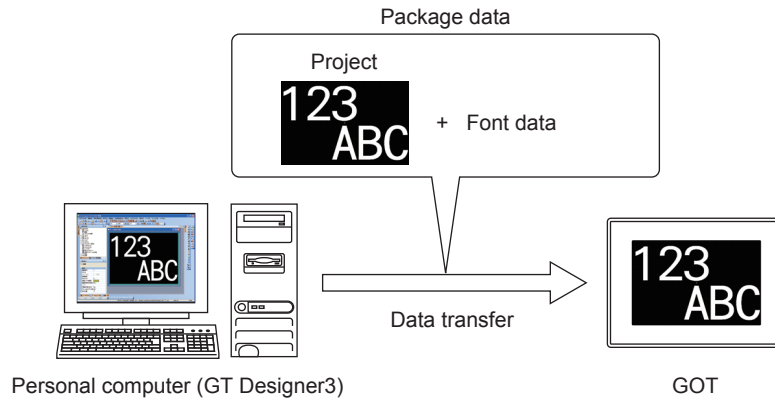 Package data
Project
123
ABC
+ Font data
123
ABC
123
ABC
Data transfer
Personal computer (GT Designer3)
GOT